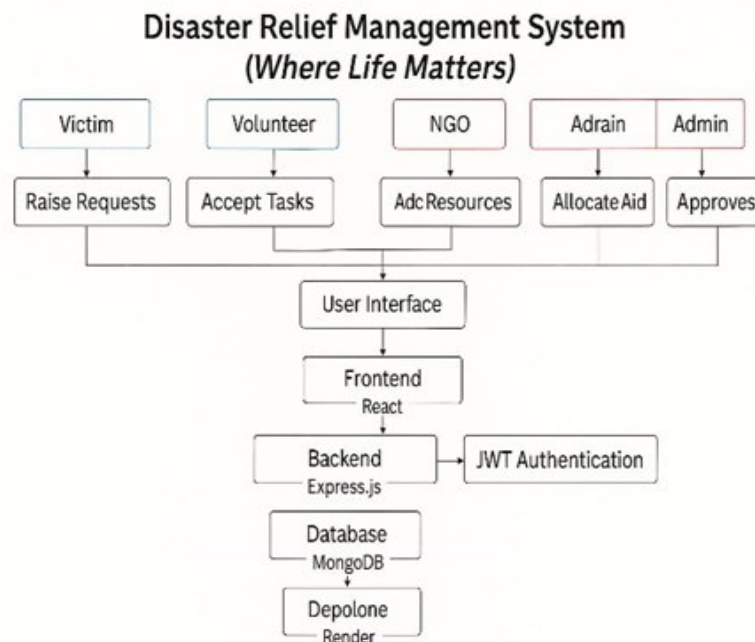 Disaster Relief Management System
(Where Life Matters)
Victim
Volunteer
NGO
Adrain
Admin
Raise Requests
Accept Tasks
Adc Resources
Allocate Aid
Approves
User Interface
Frontend
React
Backend
Express.js
JWT Authentication
Database
MongoDB
Depolone
Render